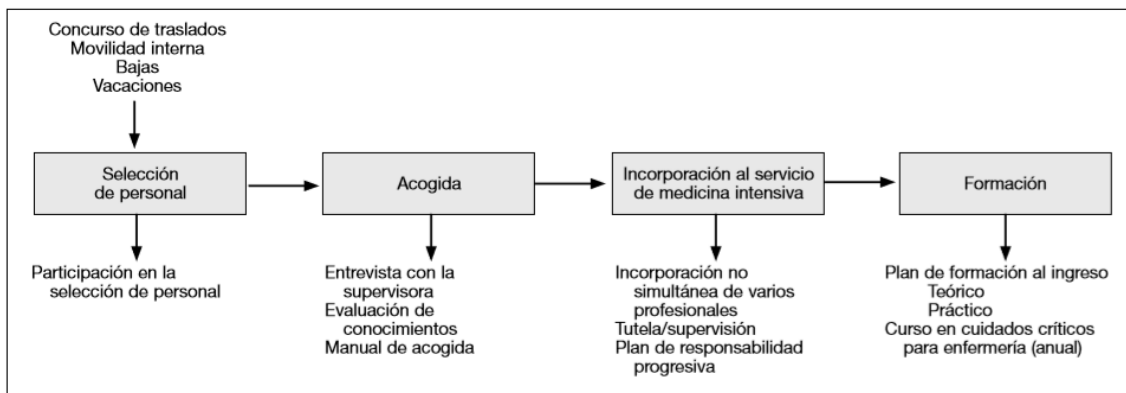 Concurso de traslados
Movilidad interna
Bajas
Vacaciones
Selección
de personal
Acogida
Incorporación al servicio
de medicina intensiva
Formación
Participación en la
selección de personal
Entrevista con la
supervisora
Evaluación de
conocimientos
Manual de acogida
Incorporación no
simultánea de varios
profesionales
Tutela/supervisión
Plan de responsabilidad
progresiva
Plan de formación al ingreso
Teórico
Práctico
Curso en cuidados críticos
para enfermería (anual)